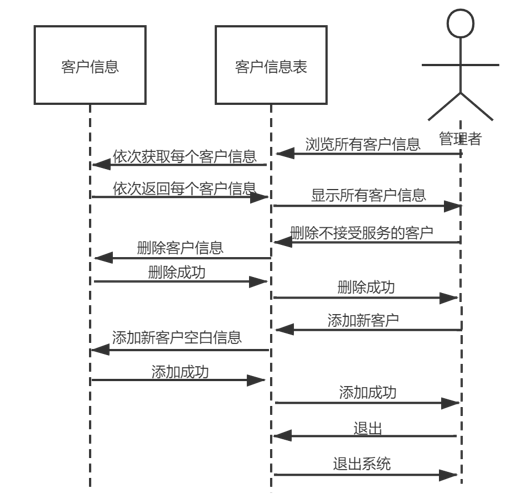 客户信息
客户信息表
管理者
浏览所有客户信息
依次获取每个客户信息
依次返回每个客户信息
显示所有客户信息
删除不接受服务的客户
删除客户信息
删除成功
删除成功
添加新客户
添加新客户空白信息
添加成功
添加成功
退出
退出系统